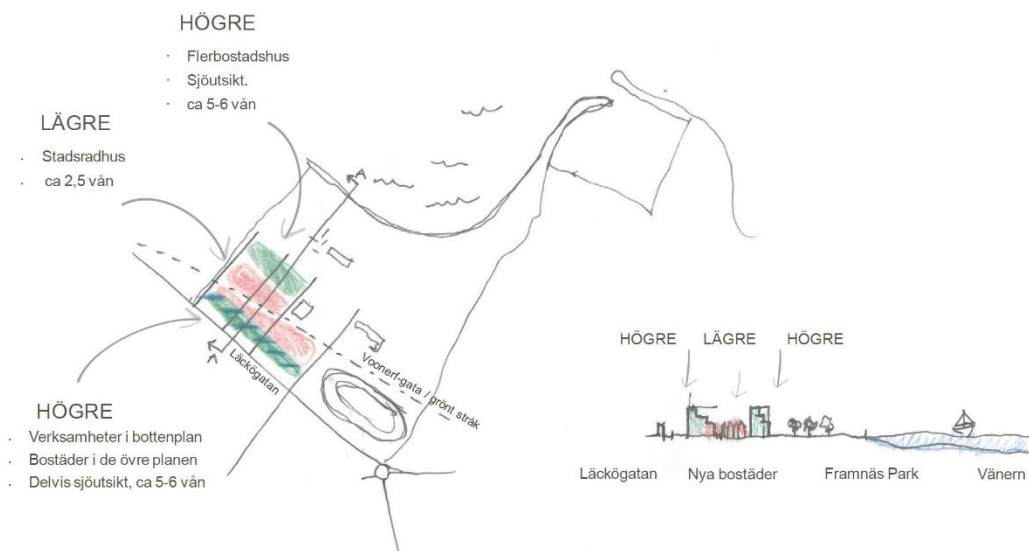 HÖGRE
· Flerbostadshus
· Sjöutsikt.
· ca 5-6 vån
LÄGRE
· Stadsradhus
· ca 2,5 vån
A
A
Läckögatan
Voonerf-gata / grönt stråk
HÖGRE
· Verksamheter i bottenplan
· Bostäder i de övre planen
· Delvis sjöutsikt, ca 5-6 vån
HÖGRE LÄGRE HÖGRE
Läckögatan Nya bostäder Framnäs Park Vänern